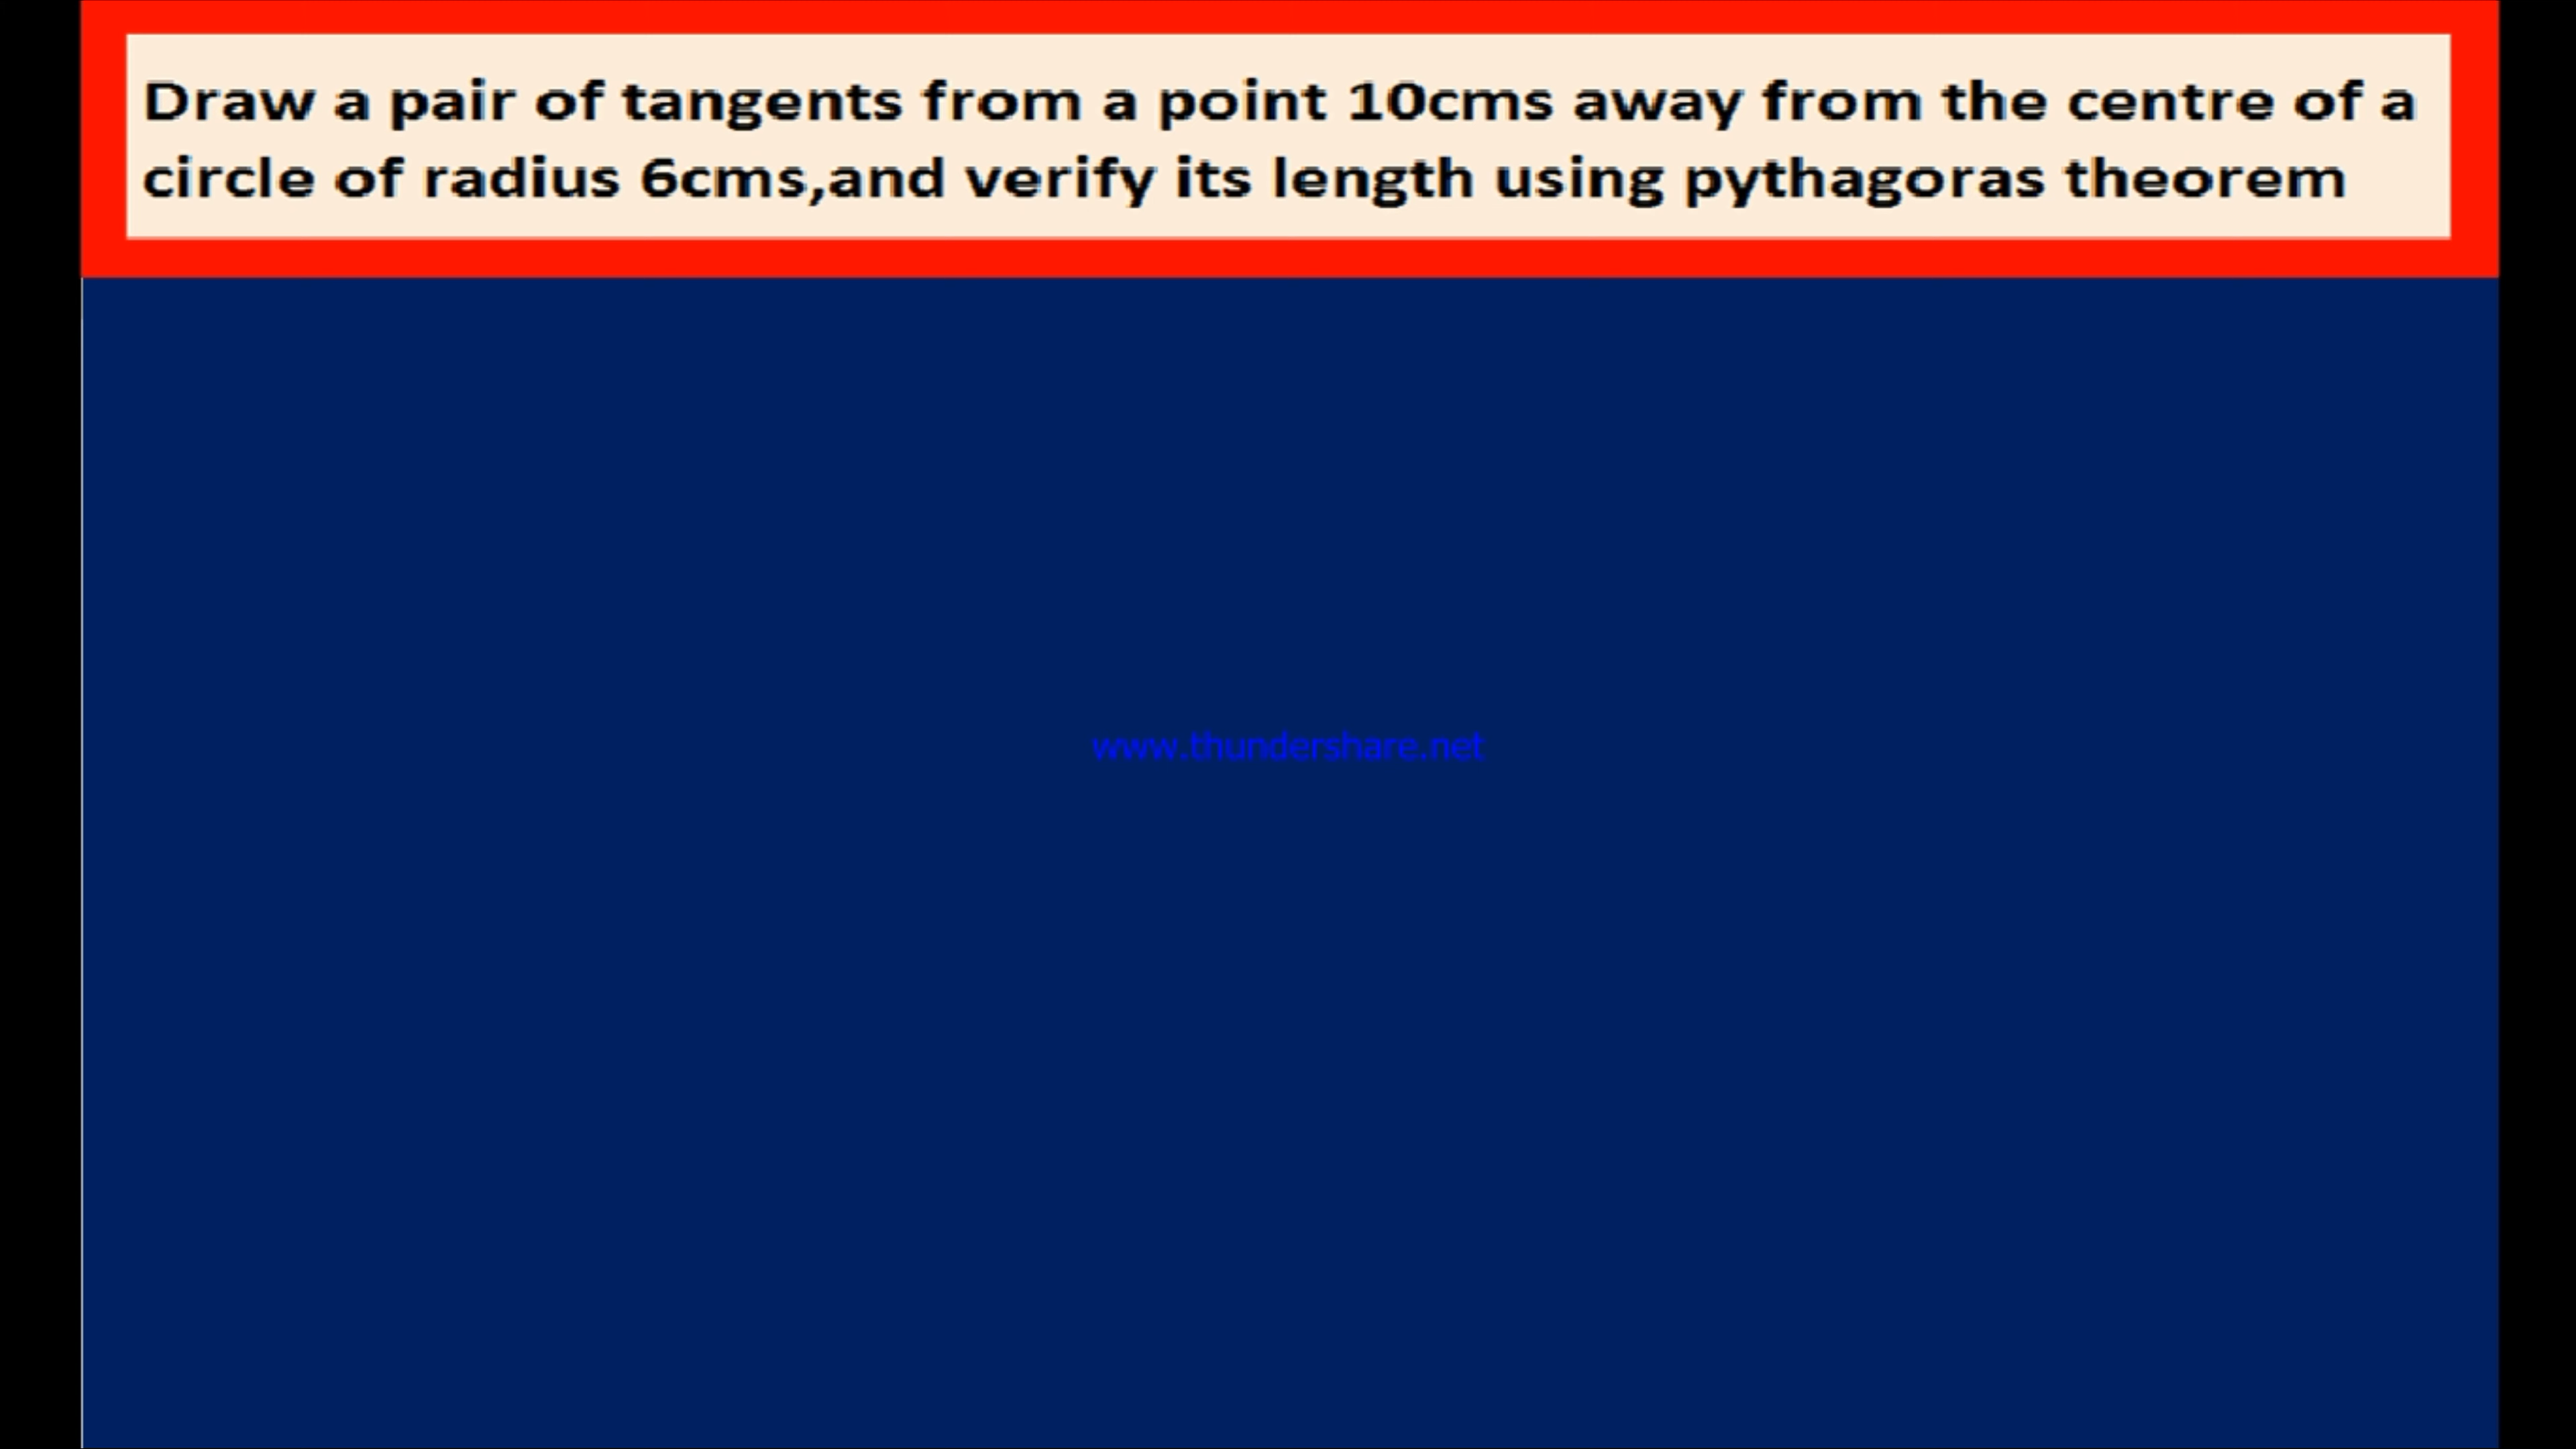 Draw a pair of tangents from a point 10cms away from the centre of a
circle of radius 6cms,and verify its length using pythagoras theorem
www.thundershare.net